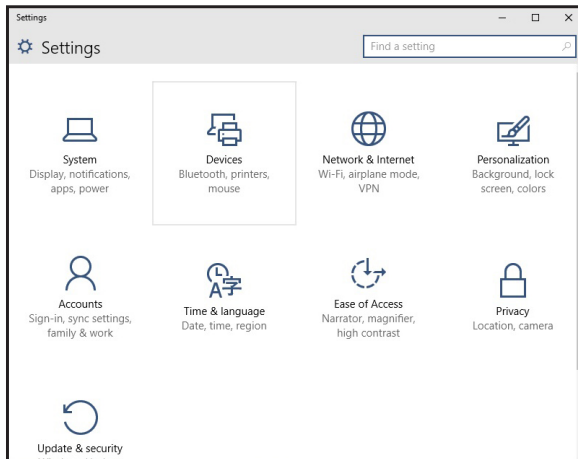 Settings
Settings
Find a setting
System
Display, notifications,
apps, power
Devices
Bluetooth, printers,
mouse
Network & Internet
Wi-Fi, airplane mode,
VPN
Personalization
Background, lock
screen, colors
Accounts
Sign-in, sync settings,
family & work
A字
Time & language
Date, time, region
Ease of Access
Narrator, magnifier,
high contrast
Privacy
Location, camera
Update & security